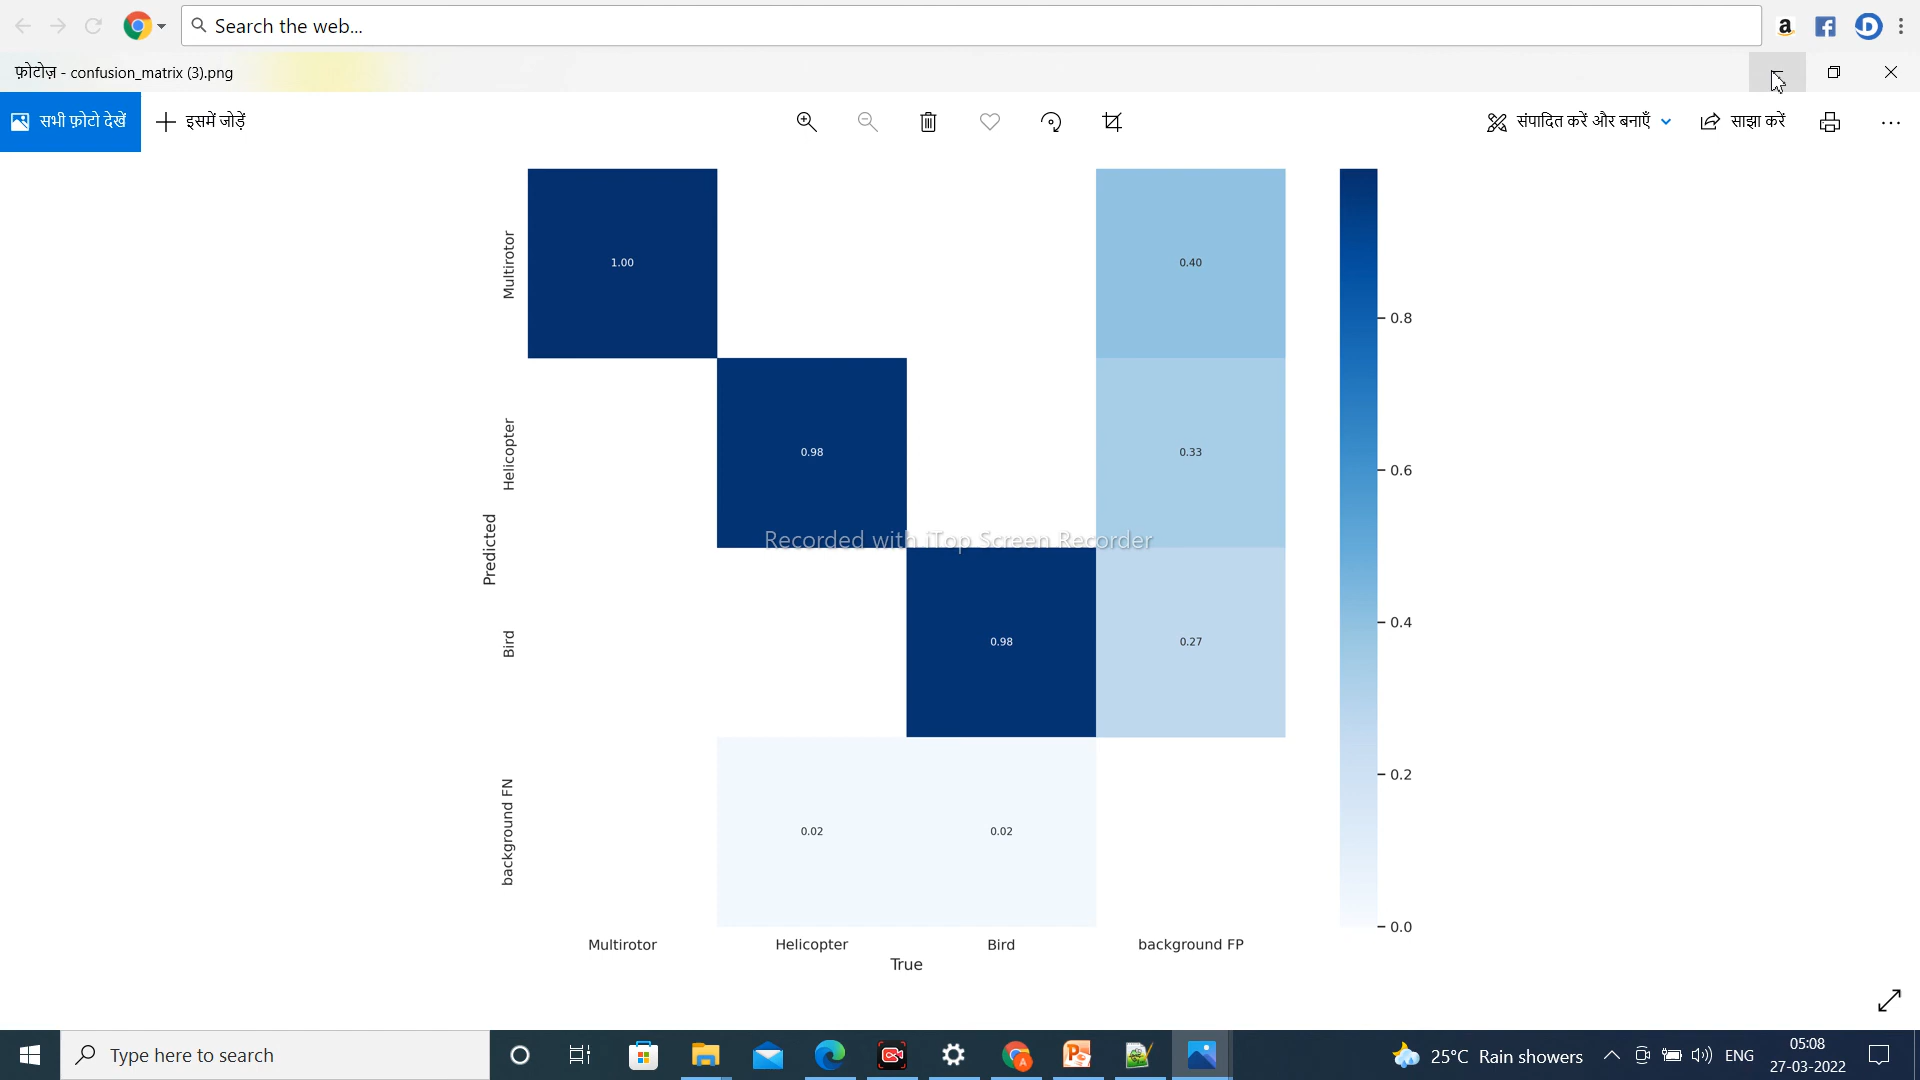 Search the web...
फ़ोटोज़ - confusion_matrix (3).png
सभी फ़ोटो देखें
इसमें जोड़ें
संपादित करें और बनाएँ
साझा करें
Multirotor
1.00
0.40
0.8
Helicopter
0.98
0.33
0.6
Predicted
Recorded with iTop Screen Recorder
Bird
0.98
0.27
0.4
0.2
background FN
0.02
0.02
0.0
Multirotor
Helicopter
Bird
background FP
True
Type here to search
25°C Rain showers
ENG
05:08
27-03-2022